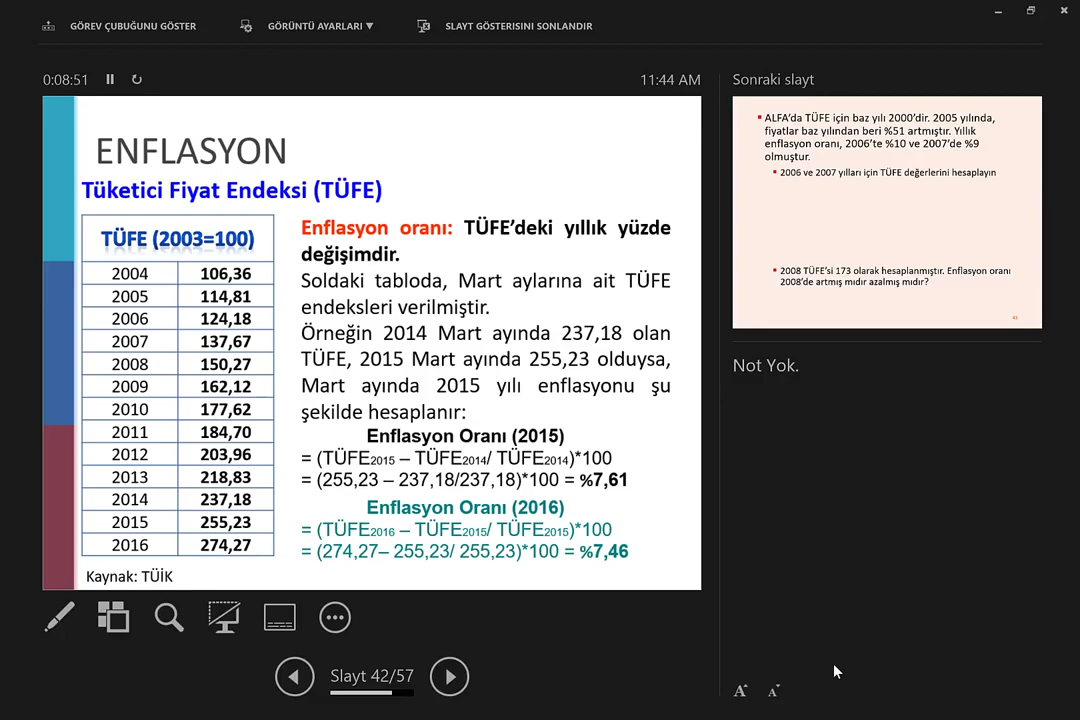 GÖREV ÇUBUĞUNU GÖSTER
GÖRÜNTÜ AYARLARI ▼
SLAYT GÖSTERISINI SONLANDIR
0:08:51
11:44 AM
ENFLASYON
Tüketici Fiyat Endeksi (TÜFE)
TÜFE (2003=100)
2004 106,36
2005 114,81
2006 124,18
2007 137,67
2008 150,27
2009 162,12
2010 177,62
2011 184,70
2012 203,96
2013 218,83
2014 237,18
2015 255,23
2016 274,27
Kaynak: TÜİK
Enflasyon oranı: TÜFE’deki yıllık yüzde
değişimdir.
Soldaki tabloda, Mart aylarına ait TÜFE
endeksleri verilmiştir.
Örneğin 2014 Mart ayında 237,18 olan
TÜFE, 2015 Mart ayında 255,23 olduysa,
Mart ayında 2015 yılı enflasyonu şu
şekilde hesaplanır:
Enflasyon Oranı (2015)
= (TÜFE2015 – TÜFE2014/ TÜFE2014)*100
= (255,23 – 237,18/237,18)*100 = %7,61
Enflasyon Oranı (2016)
= (TÜFE2016 – TÜFE2015/ TÜFE2015)*100
= (274,27– 255,23/ 255,23)*100 = %7,46
Slayt 42/57
Sonraki slayt
ALFA’da TÜFE için baz yılı 2000’dir. 2005 yılında,
fiyatlar baz yılından beri %51 artmıştır. Yıllık
enflasyon oranı, 2006’te %10 ve 2007’de %9
olmuştur.
2006 ve 2007 yılları için TÜFE değerlerini hesaplayın
2008 TÜFE’si 173 olarak hesaplanmıştır. Enflasyon oranı
2008’de artmış mıdır azalmış mıdır?
43
Not Yok.
A A